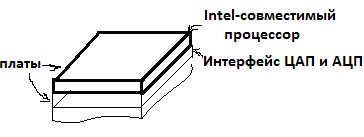 Intel-совместимый
процессор
Интерфейс ЦАП и АЦП
платы